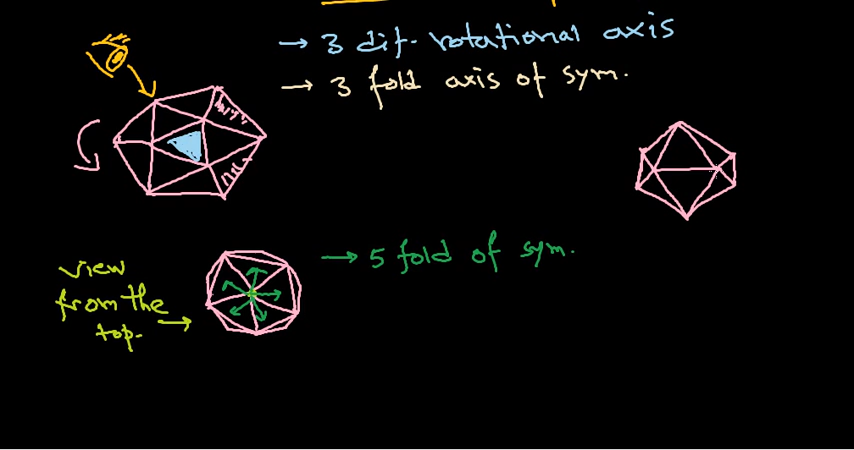 → 3 dif. rotational axis
→ 3 fold axis of sym.
→ 5 fold of sym.
view
from the
top. →